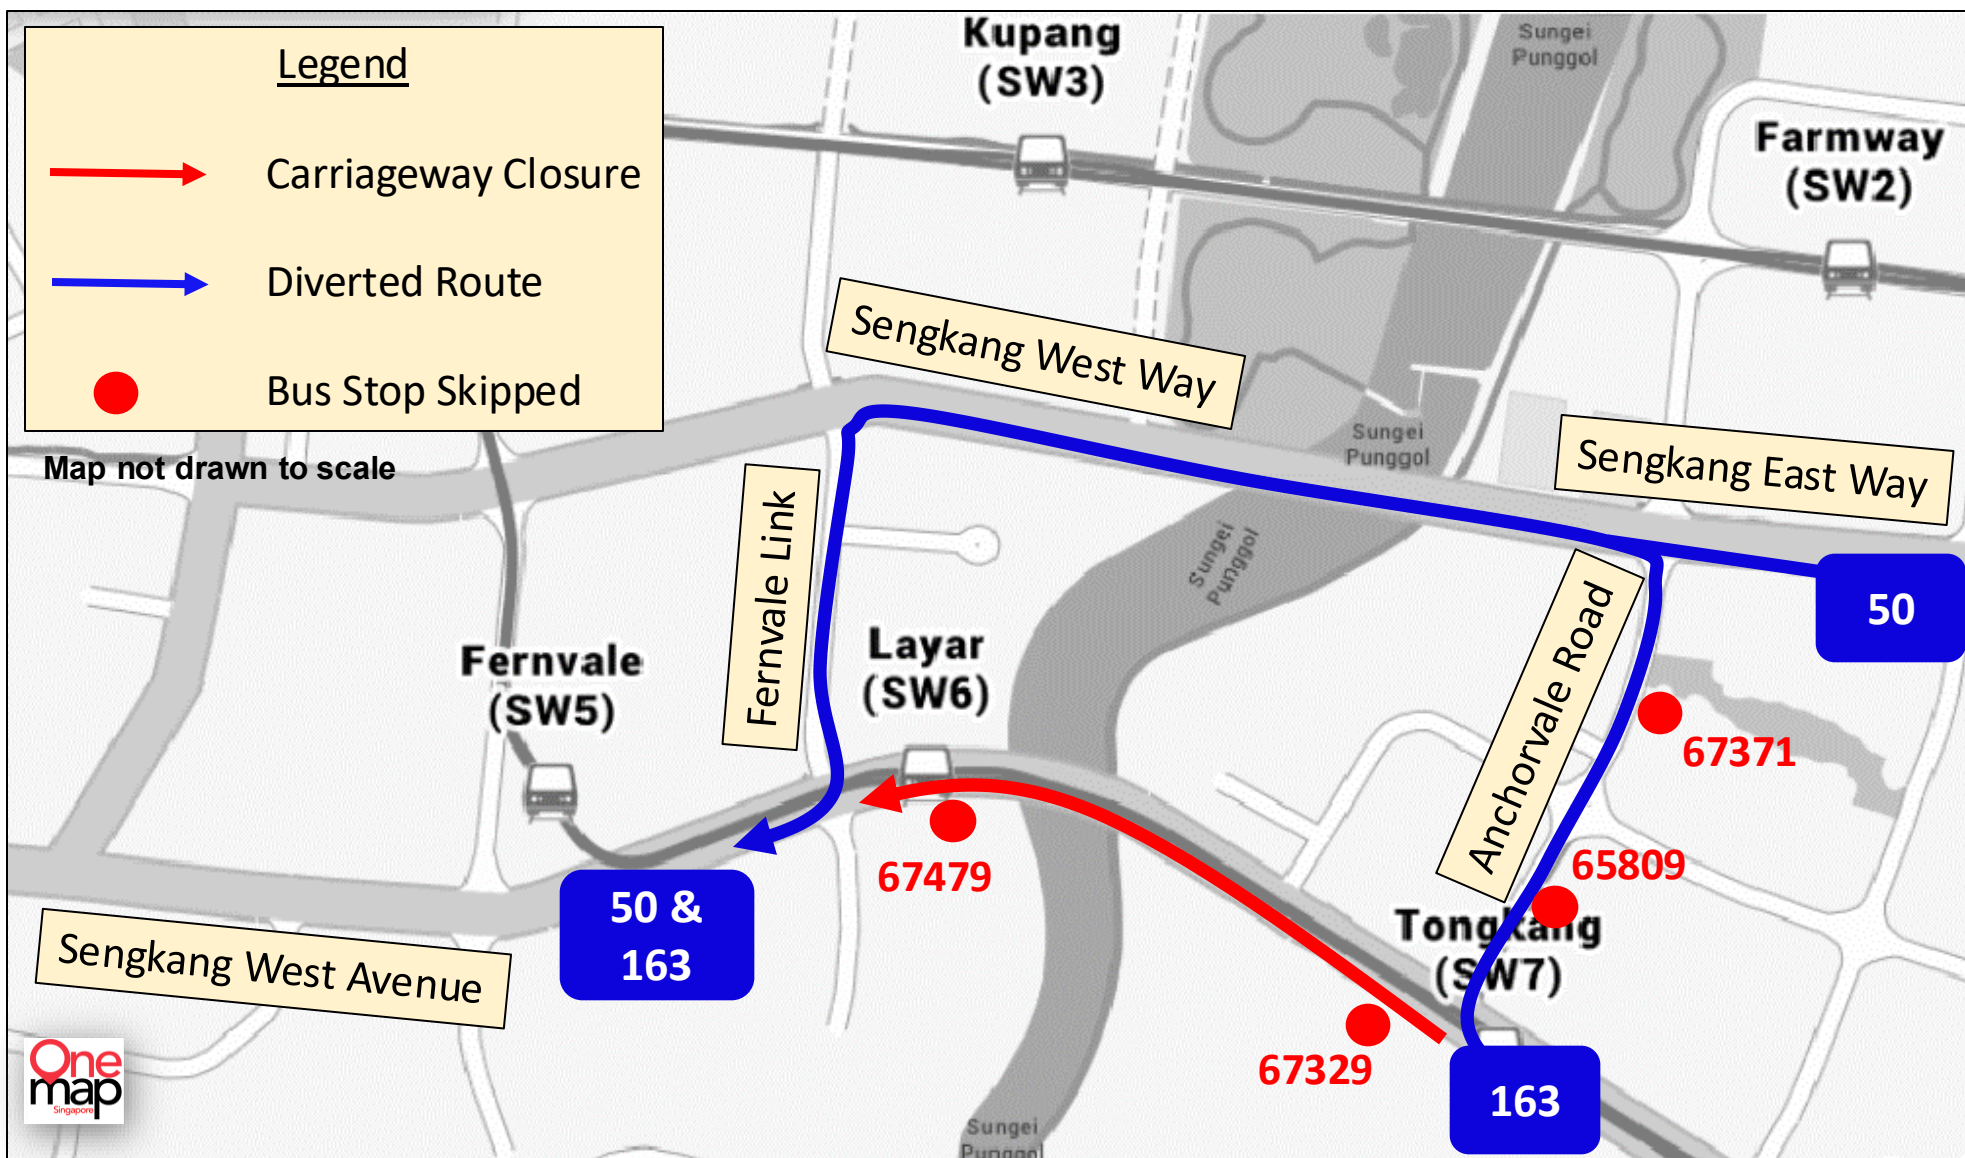 Legend
Carriageway Closure
Diverted Route
Bus Stop Skipped
Map not drawn to scale
Kupang
(SW3)
Sungei
Punggol
Farmway
(SW2)
Sengkang West Way
Sungei
Punggol
Sengkang East Way
Fernvale Link
Sungei
Punggol
Anchorvale Road
50
Fernvale
(SW5)
Layar
(SW6)
67371
67479
65809
50 &
163
Tongkang
(SW7)
Sengkang West Avenue
67329
163
One
map
Singapore
Sungei
Punggol